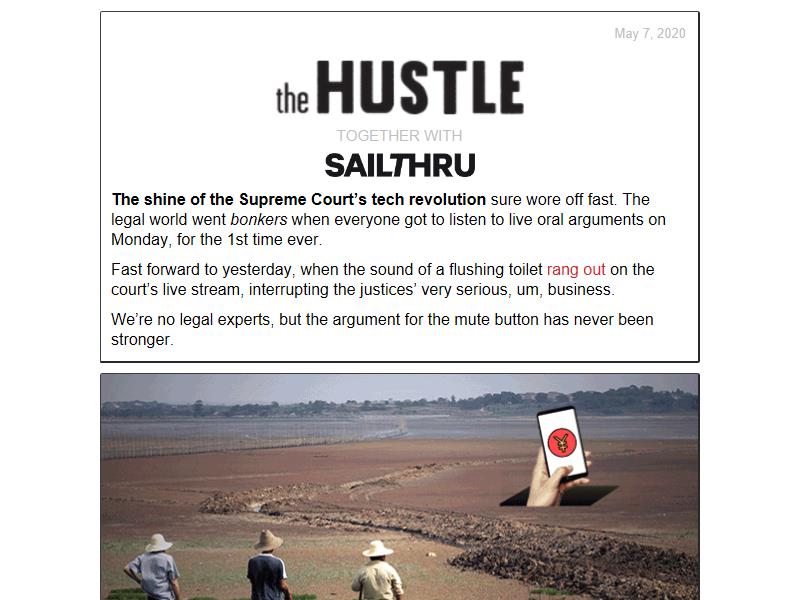 May 7, 2020
the HUSTLE
TOGETHER WITH
SAILTHRU
The shine of the Supreme Court’s tech revolution sure wore off fast. The
legal world went bonkers when everyone got to listen to live oral arguments on
Monday, for the 1st time ever.
Fast forward to yesterday, when the sound of a flushing toilet rang out on the
court’s live stream, interrupting the justices’ very serious, um, business.
We’re no legal experts, but the argument for the mute button has never been
stronger.
¥